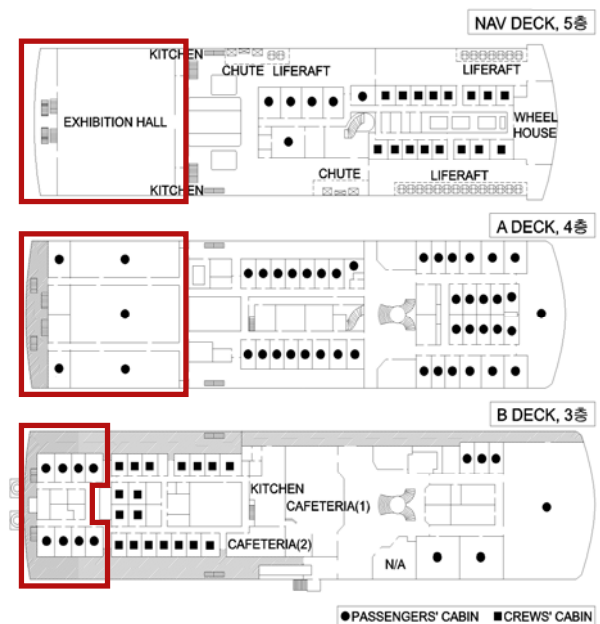 NAV DECK, 5층
KITCHEN
CHUTE LIFERAFT
LIFERAFT
EXHIBITION HALL
WHEEL
HOUSE
CHUTE
LIFERAFT
KITCHEN
A DECK, 4층
B DECK, 3층
KITCHEN
CAFETERIA(1)
CAFETERIA(2)
N/A
●PASSENGERS' CABIN ■CREWS' CABIN